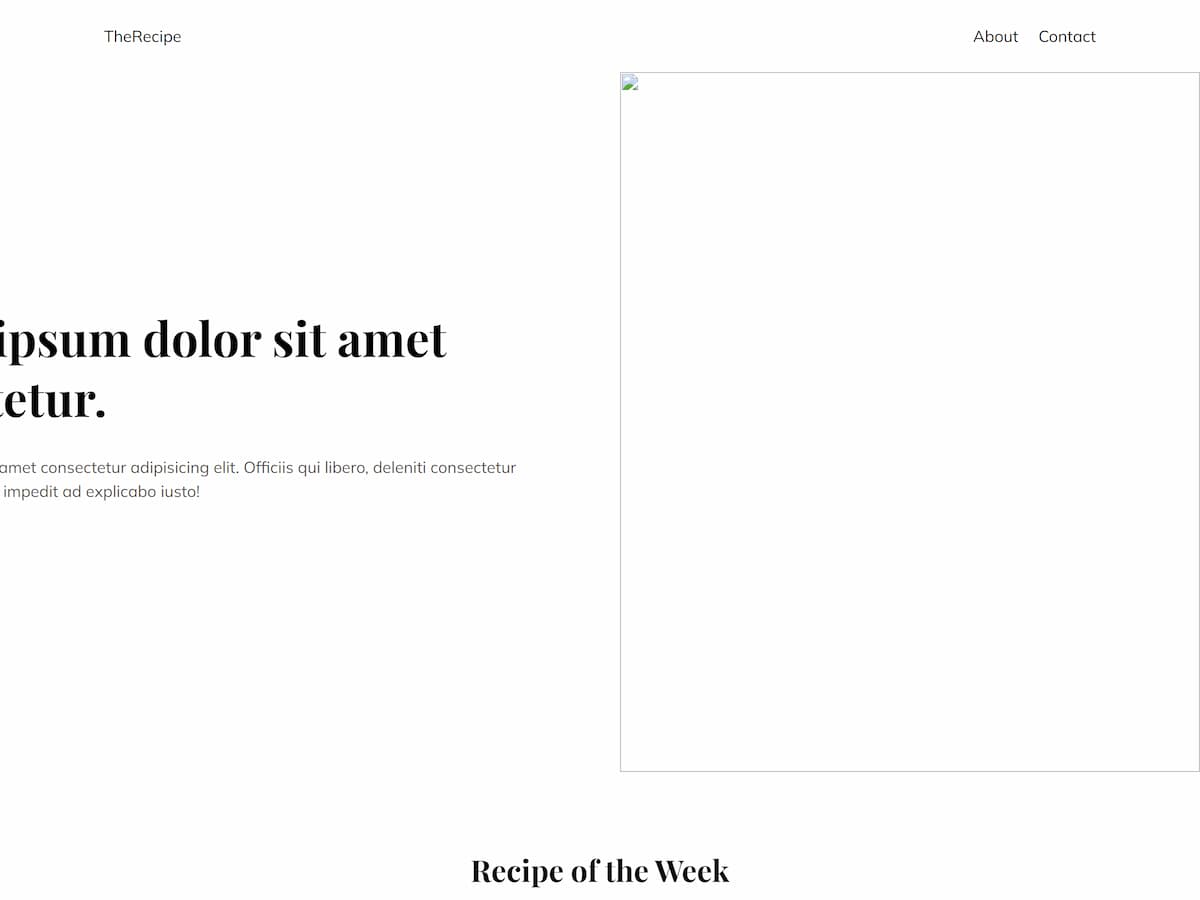 TheRecipe
About Contact
ipsum dolor sit amet
tetur.
amet consectetur adipisicing elit. Officiis qui libero, deleniti consectetur
impedit ad explicabo iusto!
Recipe of the Week